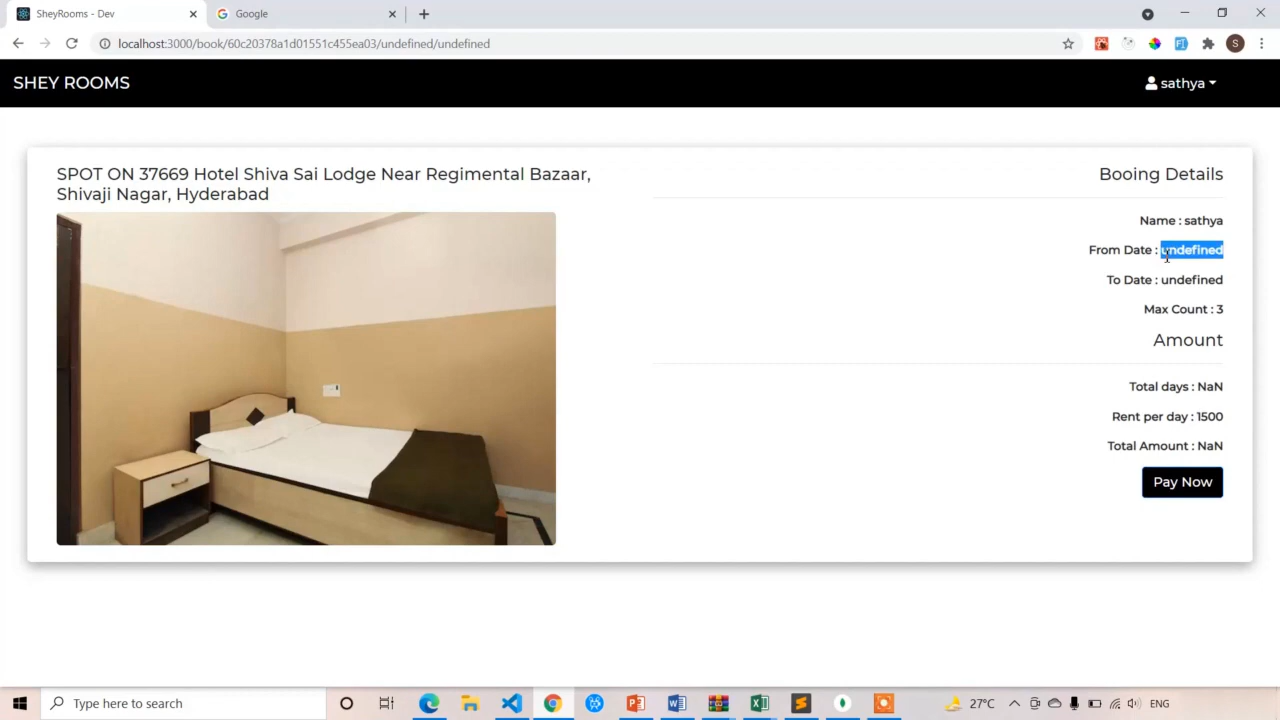 SheyRooms - Dev
Google
localhost:3000/book/60c20378a1d01551c455ea03/undefined/undefined
S
SHEY ROOMS
sathya
SPOT ON 37669 Hotel Shiva Sai Lodge Near Regimental Bazaar,
Shivaji Nagar, Hyderabad
Booing Details
Name : sathya
From Date : undefined
To Date : undefined
Max Count : 3
Amount
Total days : NaN
Rent per day : 1500
Total Amount : NaN
Pay Now
Type here to search
27°C
ENG